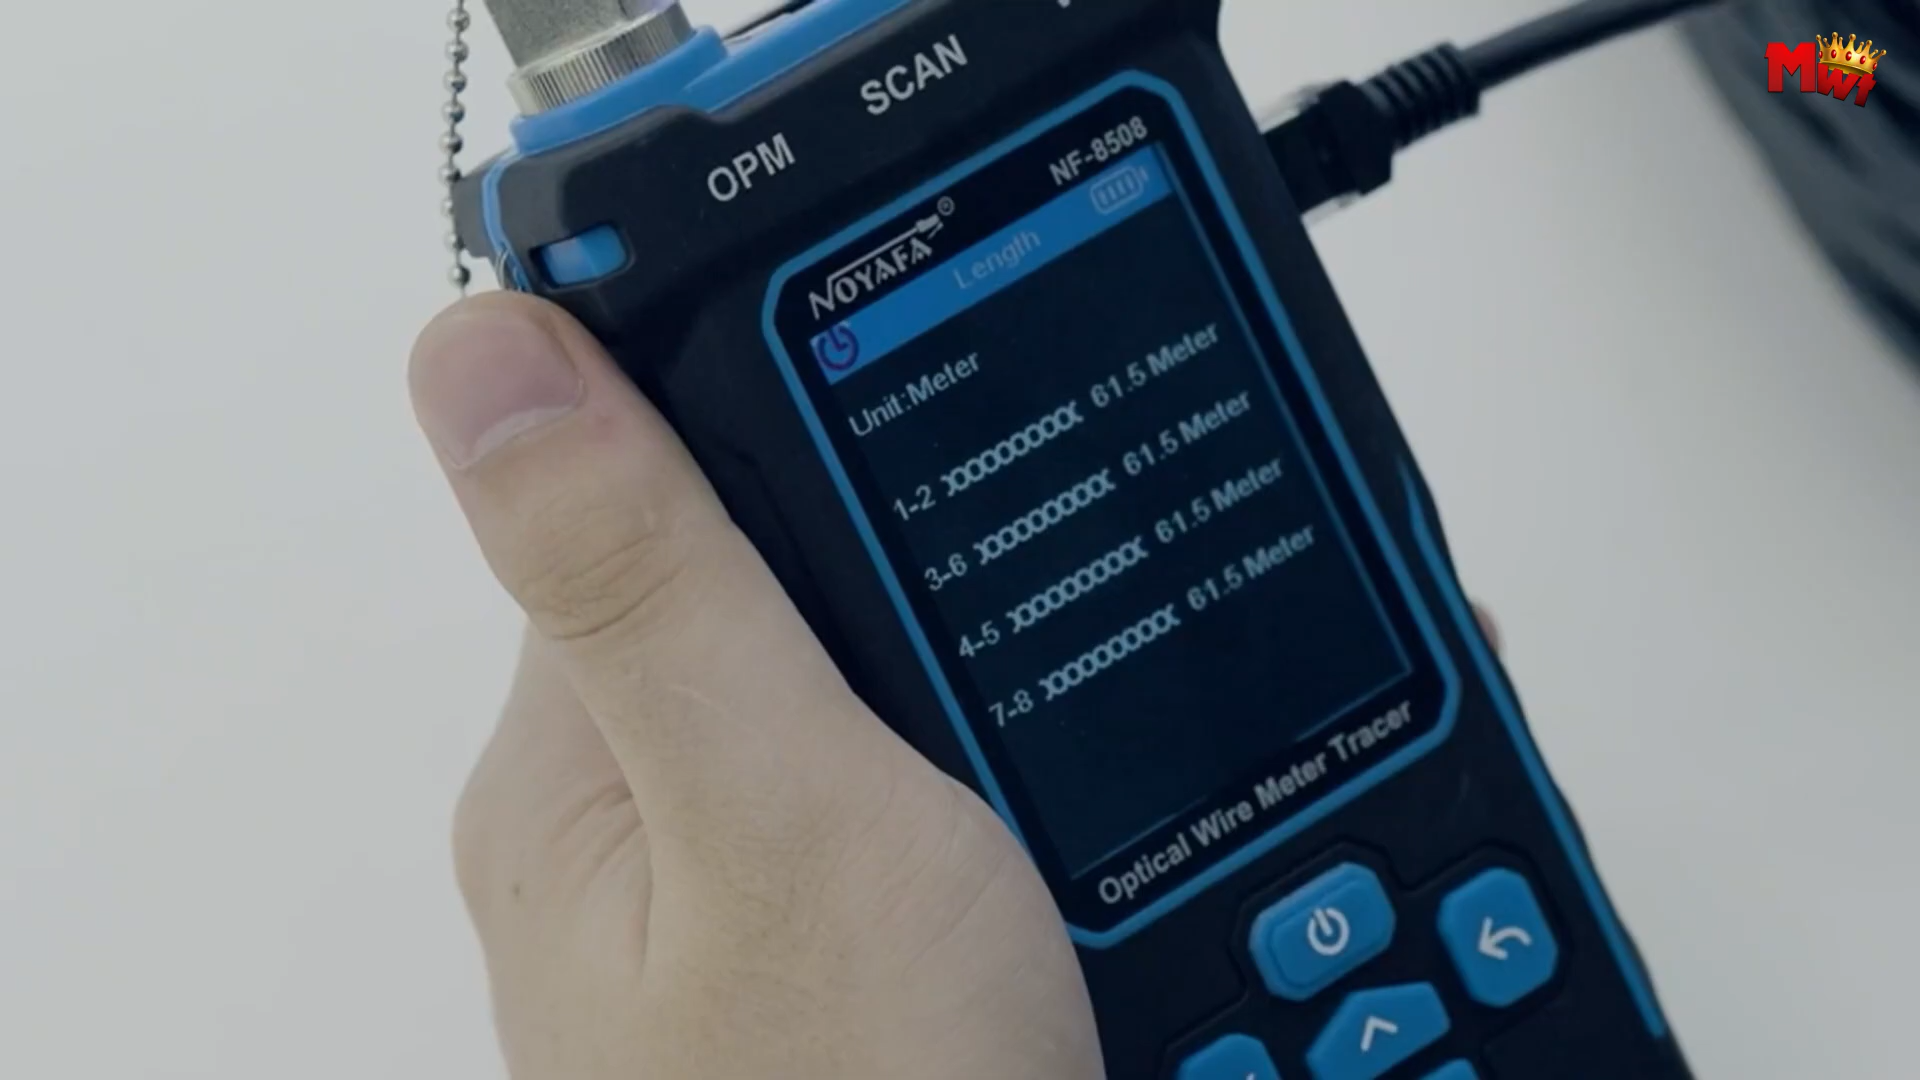 MWT
SCAN
OPM
NF-8508
NOYAFA®
Length
Unit:Meter
1-2 61.5 Meter
3-6 61.5 Meter
4-5 61.5 Meter
7-8 61.5 Meter
Optical Wire Meter Tracer